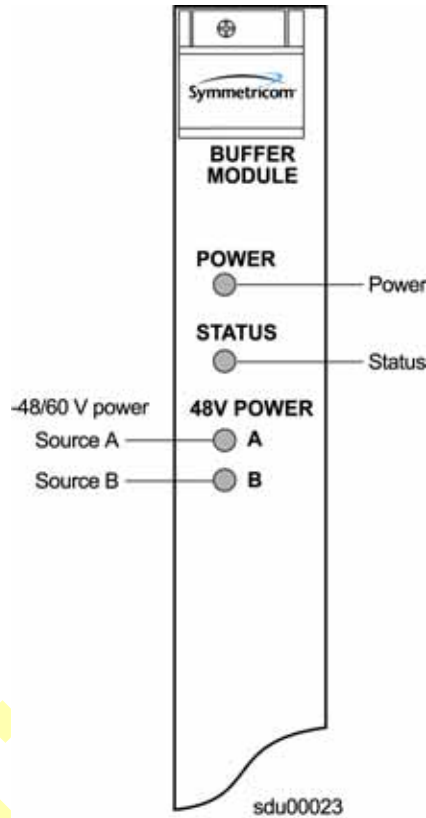 Symmetricom
BUFFER
MODULE
POWER
Power
STATUS
Status
-48/60 V power
48V POWER
Source A
A
Source B
B
sdu00023